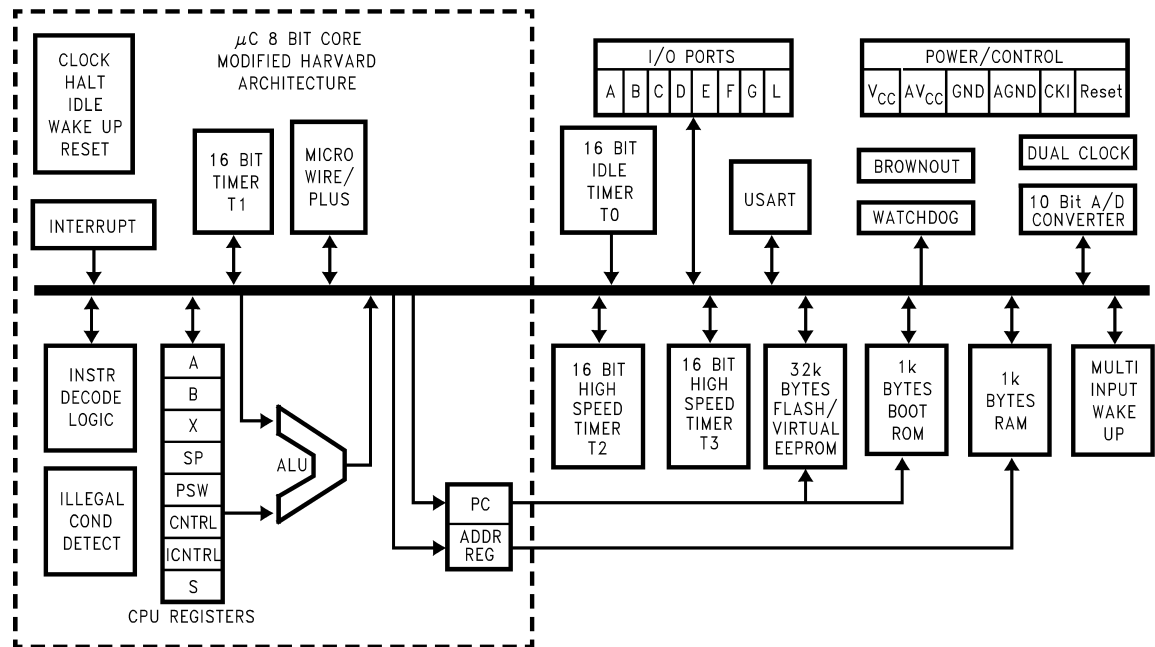 μC 8 BIT CORE
MODIFIED HARVARD
ARCHITECTURE
CLOCK
HALT
IDLE
WAKE UP
RESET
INTERRUPT
16 BIT
TIMER
T1
MICRO
WIRE/
PLUS
I/O PORTS
A B C D E F G L
16 BIT
IDLE
TIMER
T0
USART
POWER/CONTROL
VCC AVCC GND AGND CKI Reset
BROWNOUT
WATCHDOG
DUAL CLOCK
10 Bit A/D
CONVERTER
INSTR
DECODE
LOGIC
ILLEGAL
COND
DETECT
A
B
X
SP
PSW
CNTRL
ICNTRL
S
CPU REGISTERS
ALU
PC
ADDR
REG
16 BIT
HIGH
SPEED
TIMER
T2
16 BIT
HIGH
SPEED
TIMER
T3
32k
BYTES
FLASH/
VIRTUAL
EEPROM
1k
BYTES
BOOT
ROM
1k
BYTES
RAM
MULTI
INPUT
WAKE
UP